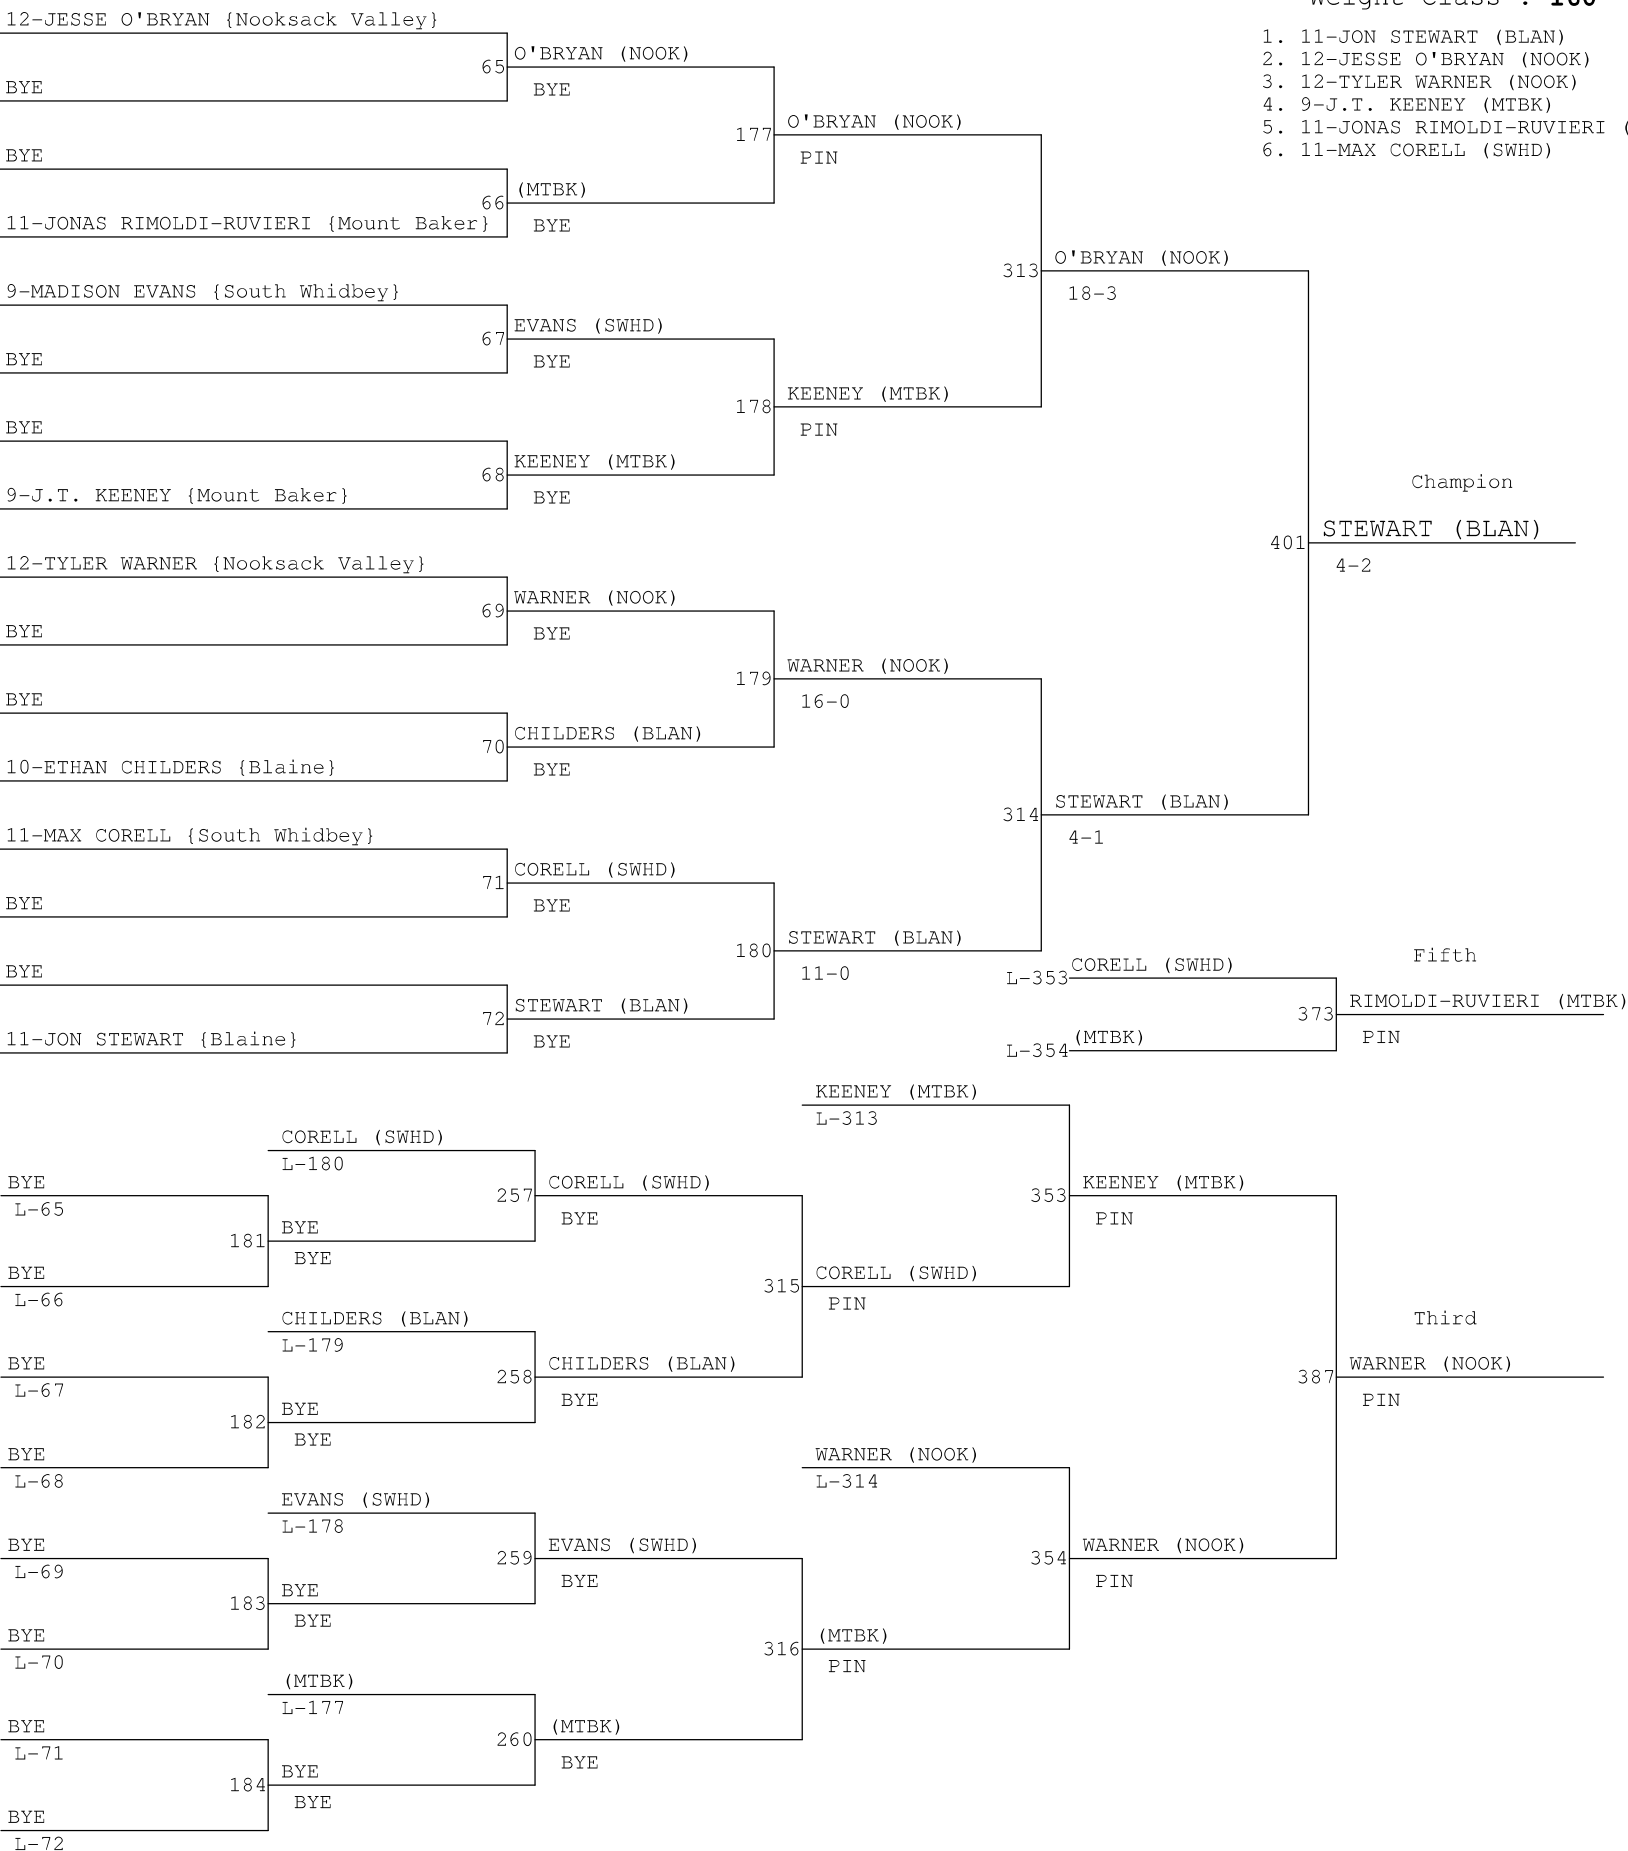 Weight Class : 160
1. 11-JON STEWART (BLAN)
2. 12-JESSE O'BRYAN (NOOK)
3. 12-TYLER WARNER (NOOK)
4. 9-J.T. KEENEY (MTBK)
5. 11-JONAS RIMOLDI-RUVIERI (
6. 11-MAX CORELL (SWHD)
12-JESSE O'BRYAN {Nooksack Valley}
BYE
BYE
11-JONAS RIMOLDI-RUVIERI {Mount Baker}
9-MADISON EVANS {South Whidbey}
BYE
BYE
9-J.T. KEENEY {Mount Baker}
12-TYLER WARNER {Nooksack Valley}
BYE
BYE
10-ETHAN CHILDERS {Blaine}
11-MAX CORELL {South Whidbey}
BYE
BYE
11-JON STEWART {Blaine}
65 O'BRYAN (NOOK)
BYE
66 (MTBK)
BYE
67 EVANS (SWHD)
BYE
68 KEENEY (MTBK)
BYE
69 WARNER (NOOK)
BYE
70 CHILDERS (BLAN)
BYE
71 CORELL (SWHD)
BYE
72 STEWART (BLAN)
BYE
177 O'BRYAN (NOOK)
PIN
178 KEENEY (MTBK)
PIN
179 WARNER (NOOK)
16-0
180 STEWART (BLAN)
11-0
313 O'BRYAN (NOOK)
18-3
314 STEWART (BLAN)
4-1
Champion
401 STEWART (BLAN)
4-2
Fifth
L-353 CORELL (SWHD)
L-354 (MTBK)
373 RIMOLDI-RUVIERI (MTBK)
PIN
BYE
L-65
BYE
L-66
BYE
L-67
BYE
L-68
BYE
L-69
BYE
L-70
BYE
L-71
BYE
L-72
CORELL (SWHD)
L-180
181 BYE
BYE
CHILDERS (BLAN)
L-179
182 BYE
BYE
EVANS (SWHD)
L-178
183 BYE
BYE
(MTBK)
L-177
184 BYE
BYE
257 CORELL (SWHD)
BYE
258 CHILDERS (BLAN)
BYE
259 EVANS (SWHD)
BYE
260 (MTBK)
BYE
KEENEY (MTBK)
L-313
315 CORELL (SWHD)
PIN
WARNER (NOOK)
L-314
316 (MTBK)
PIN
353 KEENEY (MTBK)
PIN
354 WARNER (NOOK)
PIN
Third
387 WARNER (NOOK)
PIN